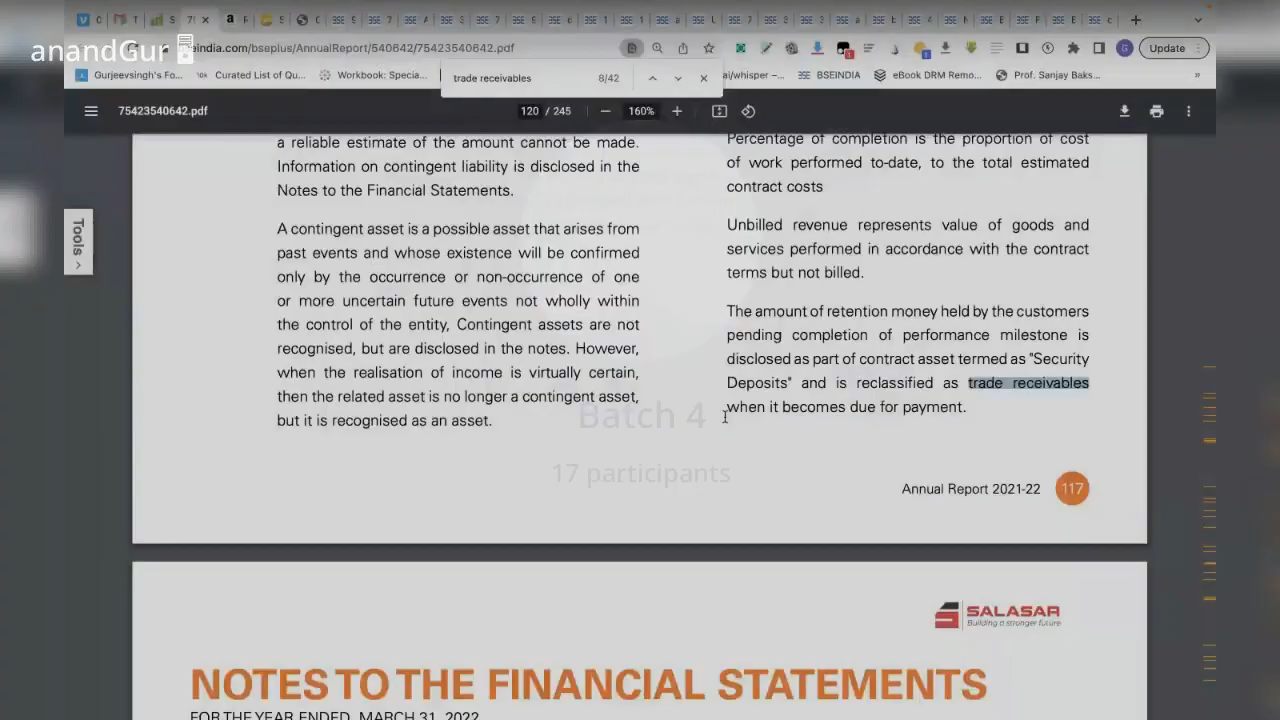 anandGur
india.com/bseplus/AnnualReport/540642/75423540642.pdf
Update
Gurjeevsingh's Fo...
Curated List of Qu...
Workbook: Specia...
trade receivables
8/42
ai/whisper –...
BSEINDIA
eBook DRM Remo...
Prof. Sanjay Baks...
»
75423540642.pdf
120 / 245
160%
Tools
a reliable estimate of the amount cannot be made.
Information on contingent liability is disclosed in the
Notes to the Financial Statements.
A contingent asset is a possible asset that arises from
past events and whose existence will be confirmed
only by the occurrence or non-occurrence of one
or more uncertain future events not wholly within
the control of the entity, Contingent assets are not
recognised, but are disclosed in the notes. However,
when the realisation of income is virtually certain,
then the related asset is no longer a contingent asset,
but it is recognised as an asset.
Percentage of completion is the proportion of cost
of work performed to-date, to the total estimated
contract costs
Unbilled revenue represents value of goods and
services performed in accordance with the contract
terms but not billed.
The amount of retention money held by the customers
pending completion of performance milestone is
disclosed as part of contract asset termed as "Security
Deposits" and is reclassified as trade receivables
when it becomes due for payment.
Batch 4
17 participants
Annual Report 2021-22
117
SALASAR
Building a stronger future
NOTES TO THE FINANCIAL STATEMENTS
FOR THE YEAR ENDED, MARCH 31, 2022